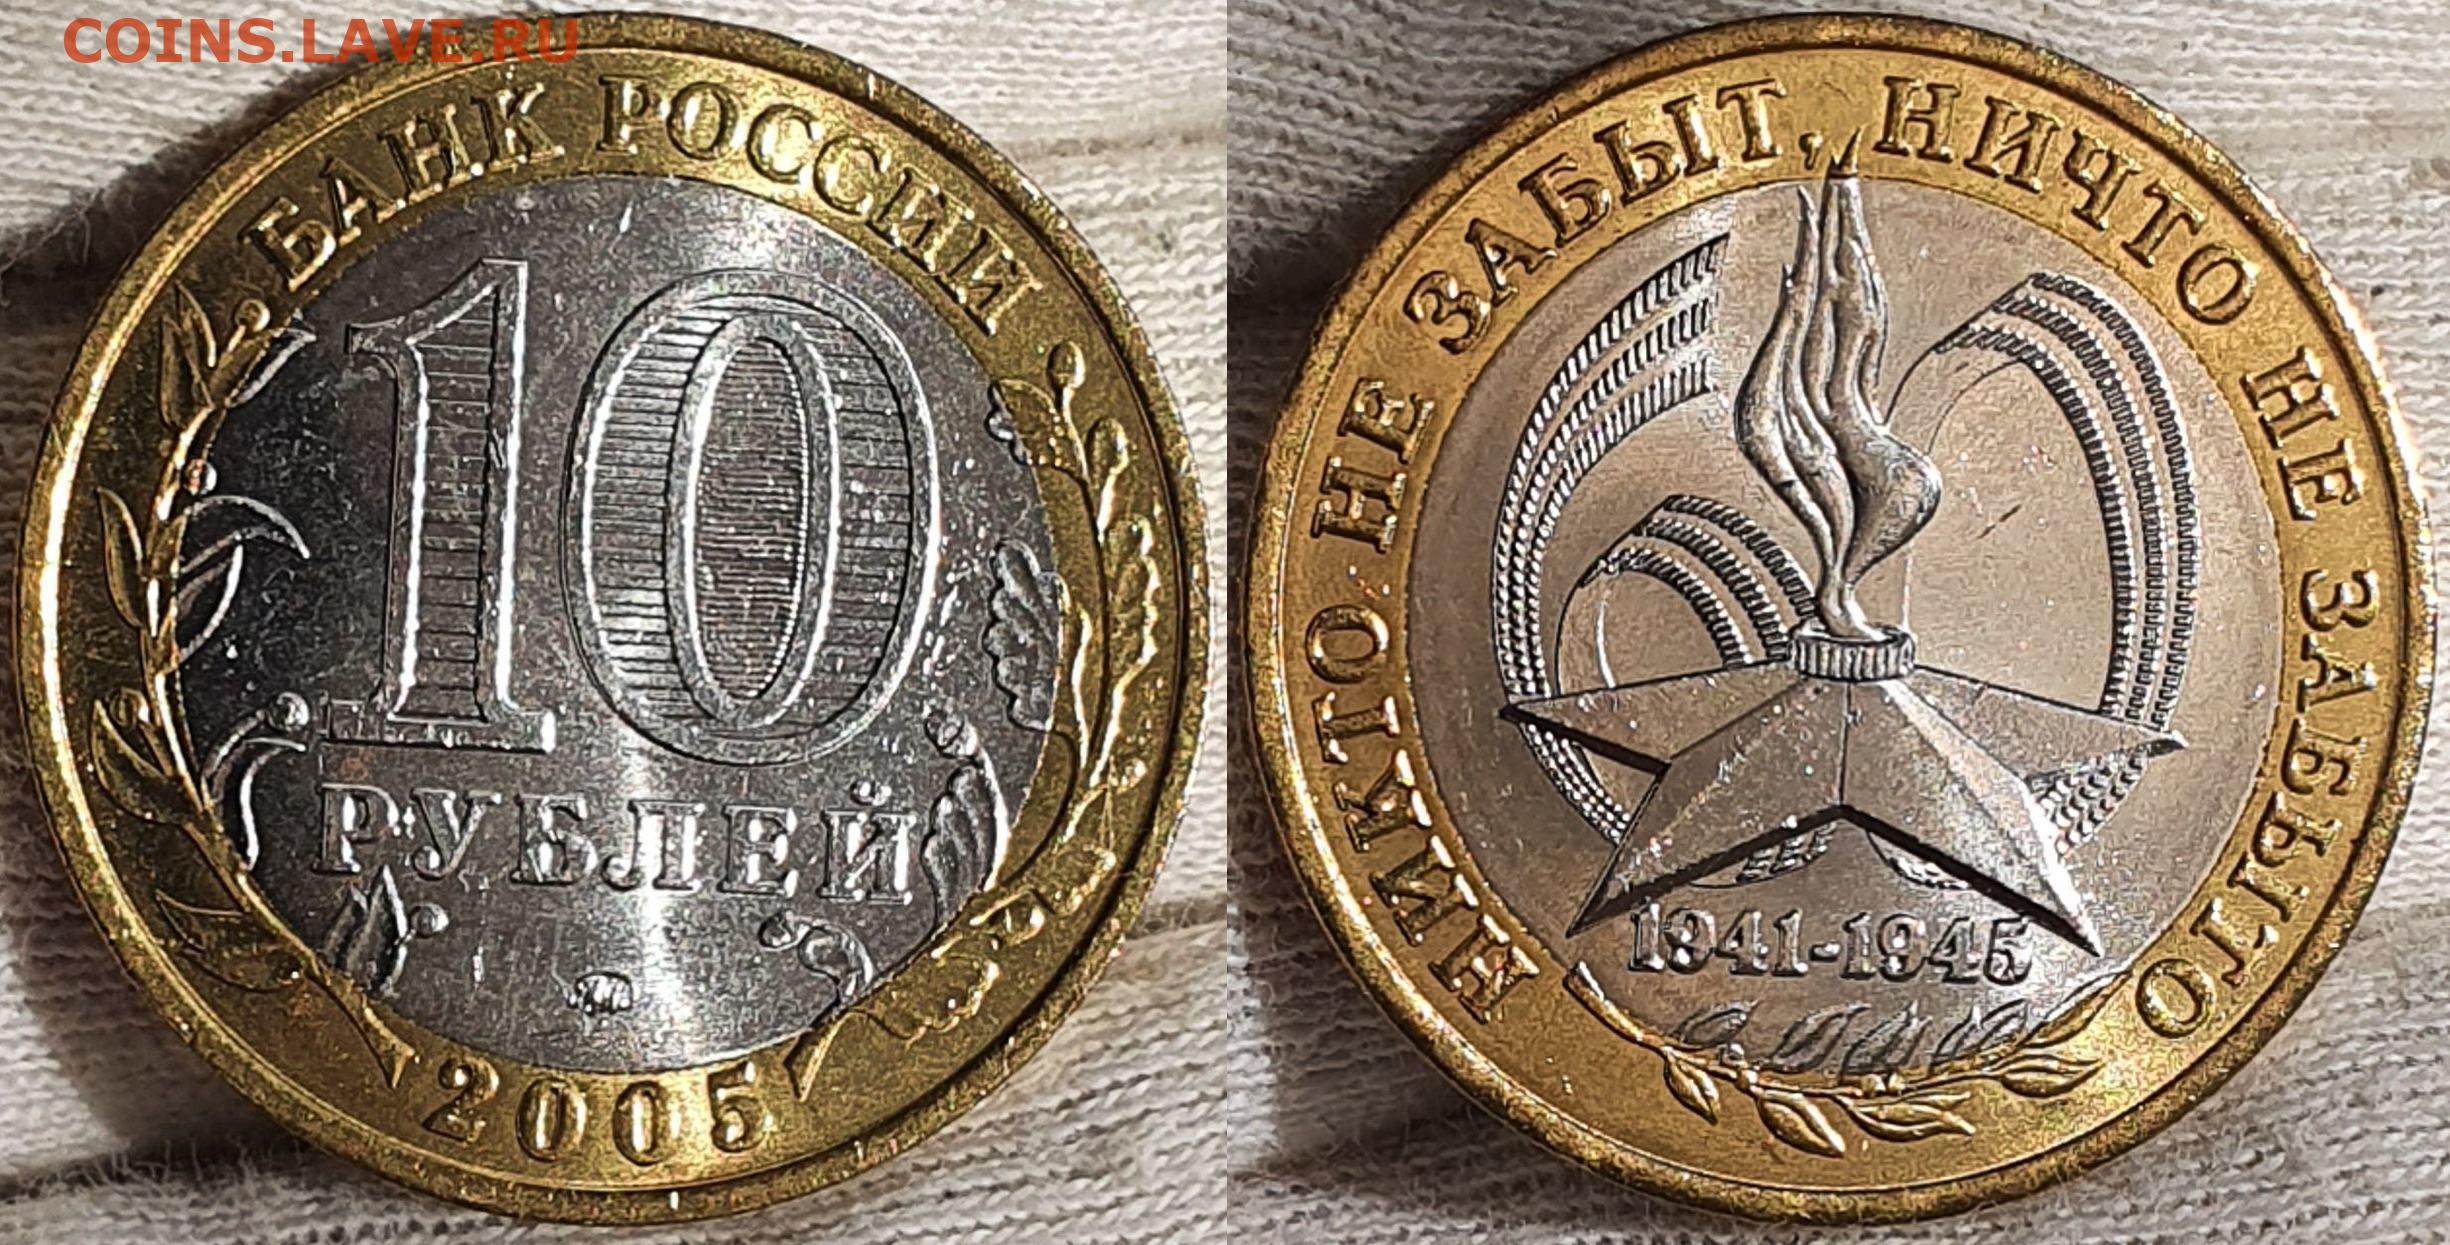 COINS.LAVE.RU
БАНК РОССИИ
10
РУБЛЕЙ
2005
НИКТО НЕ ЗАБЫТ, НИЧТО НЕ ЗАБЫТО
1941-1945